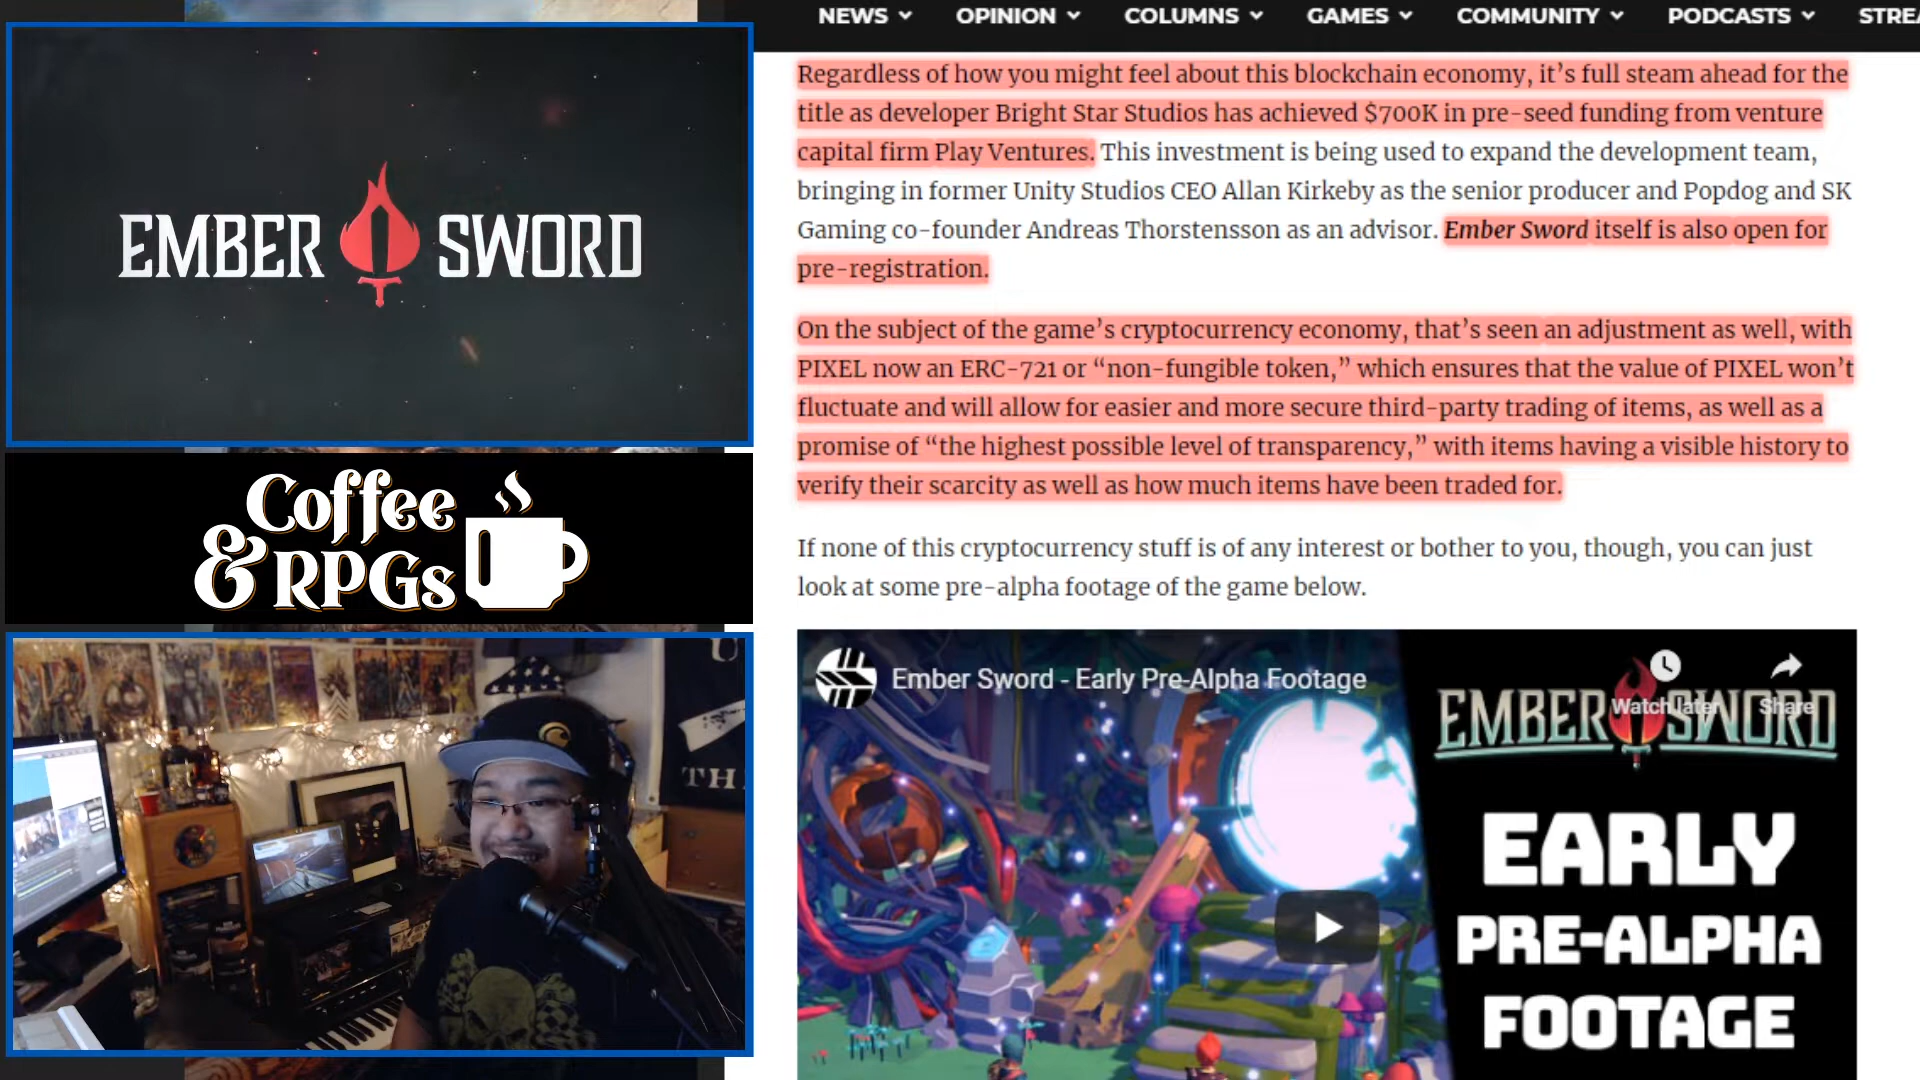 NEWS OPINION COLUMNS GAMES COMMUNITY PODCASTS STREA
EMBER SWORD
Coffee
& RPGs
Regardless of how you might feel about this blockchain economy, it’s full steam ahead for the
title as developer Bright Star Studios has achieved $700K in pre-seed funding from venture
capital firm Play Ventures. This investment is being used to expand the development team,
bringing in former Unity Studios CEO Allan Kirkeby as the senior producer and Popdog and SK
Gaming co-founder Andreas Thorstensson as an advisor. Ember Sword itself is also open for
pre-registration.
On the subject of the game’s cryptocurrency economy, that’s seen an adjustment as well, with
PIXEL now an ERC-721 or “non-fungible token,” which ensures that the value of PIXEL won’t
fluctuate and will allow for easier and more secure third-party trading of items, as well as a
promise of “the highest possible level of transparency,” with items having a visible history to
verify their scarcity as well as how much items have been traded for.
If none of this cryptocurrency stuff is of any interest or bother to you, though, you can just
look at some pre-alpha footage of the game below.
Ember Sword - Early Pre-Alpha Footage
Watch later Share
EMBER SWORD
EARLY
PRE-ALPHA
FOOTAGE